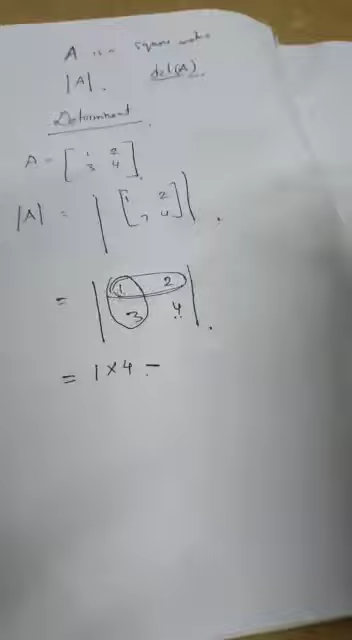 A is a square matrix
|A|. det(A)
Determinant.
A = [1 2
3 4].
|A| = |[1 2
3 4]|.
= |1 2
3 4|.
= 1 × 4 -